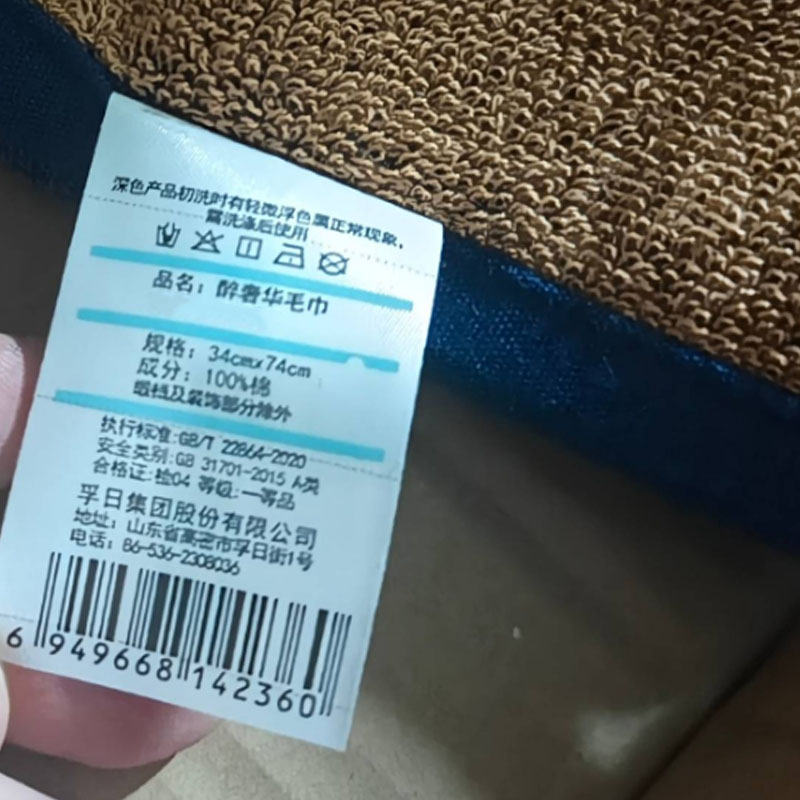 深色产品初洗时有轻微浮色属正常现象,
需洗涤后使用
品名：醉奢华毛巾
规格：34cmx74cm
成分：100%棉
缎档及装饰部分除外
执行标准:GB/T 22864-2020
安全类别:GB 31701-2015 A类
合格证:检04 等级:一等品
孚日集团股份有限公司
地址：山东省高密市孚日街1号
电话：86-536-2308036
6 949668 142360